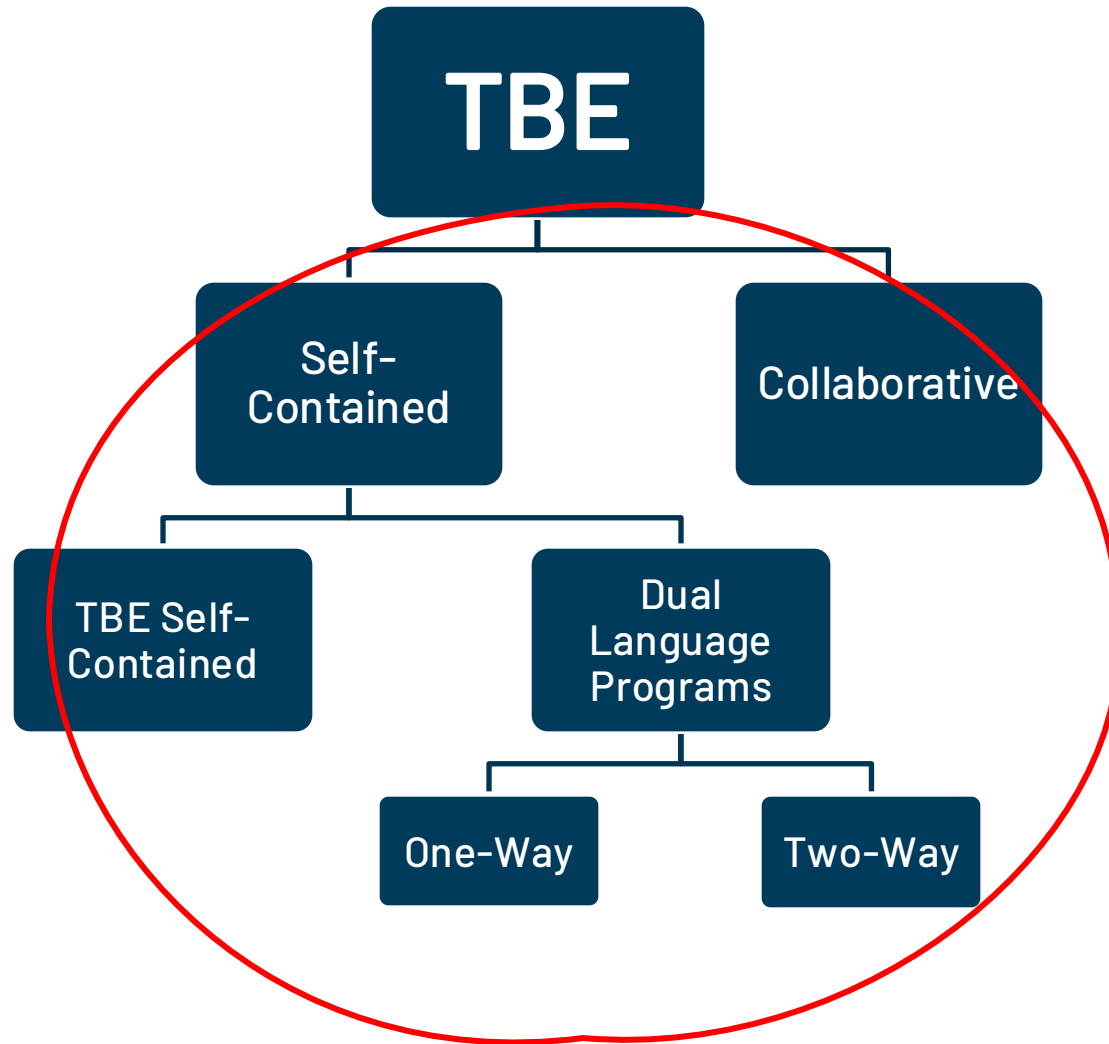 TBE
Self-
Contained
Collaborative
TBE Self-
Contained
Dual
Language
Programs
One-Way
Two-Way